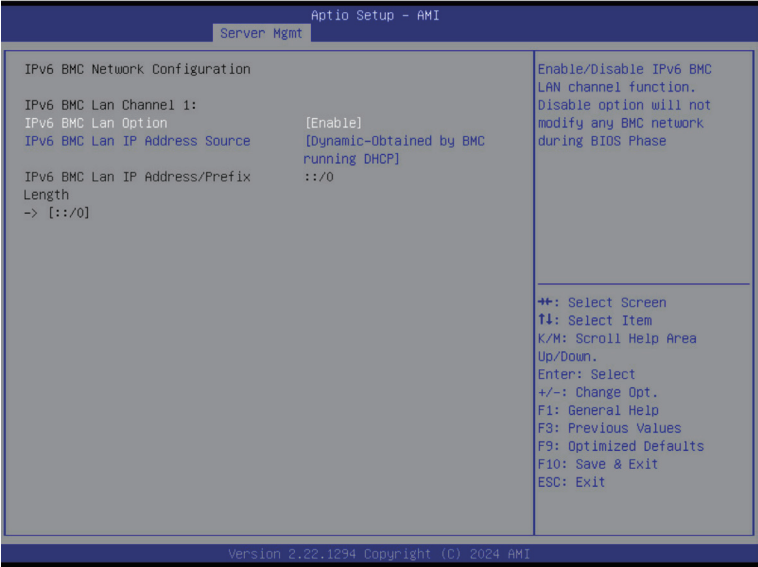 Aptio Setup – AMI
Server Mgmt
IPv6 BMC Network Configuration
IPv6 BMC Lan Channel 1:
IPv6 BMC Lan Option [Enable]
IPv6 BMC Lan IP Address Source [Dynamic-Obtained by BMC
running DHCP]
IPv6 BMC Lan IP Address/Prefix ::/0
Length
-> [::/0]
Enable/Disable IPv6 BMC
LAN channel function.
Disable option will not
modify any BMC network
during BIOS Phase
→←: Select Screen
↑↓: Select Item
K/M: Scroll Help Area
Up/Down.
Enter: Select
+/-: Change Opt.
F1: General Help
F3: Previous Values
F9: Optimized Defaults
F10: Save & Exit
ESC: Exit
Version 2.22.1294 Copyright (C) 2024 AMI